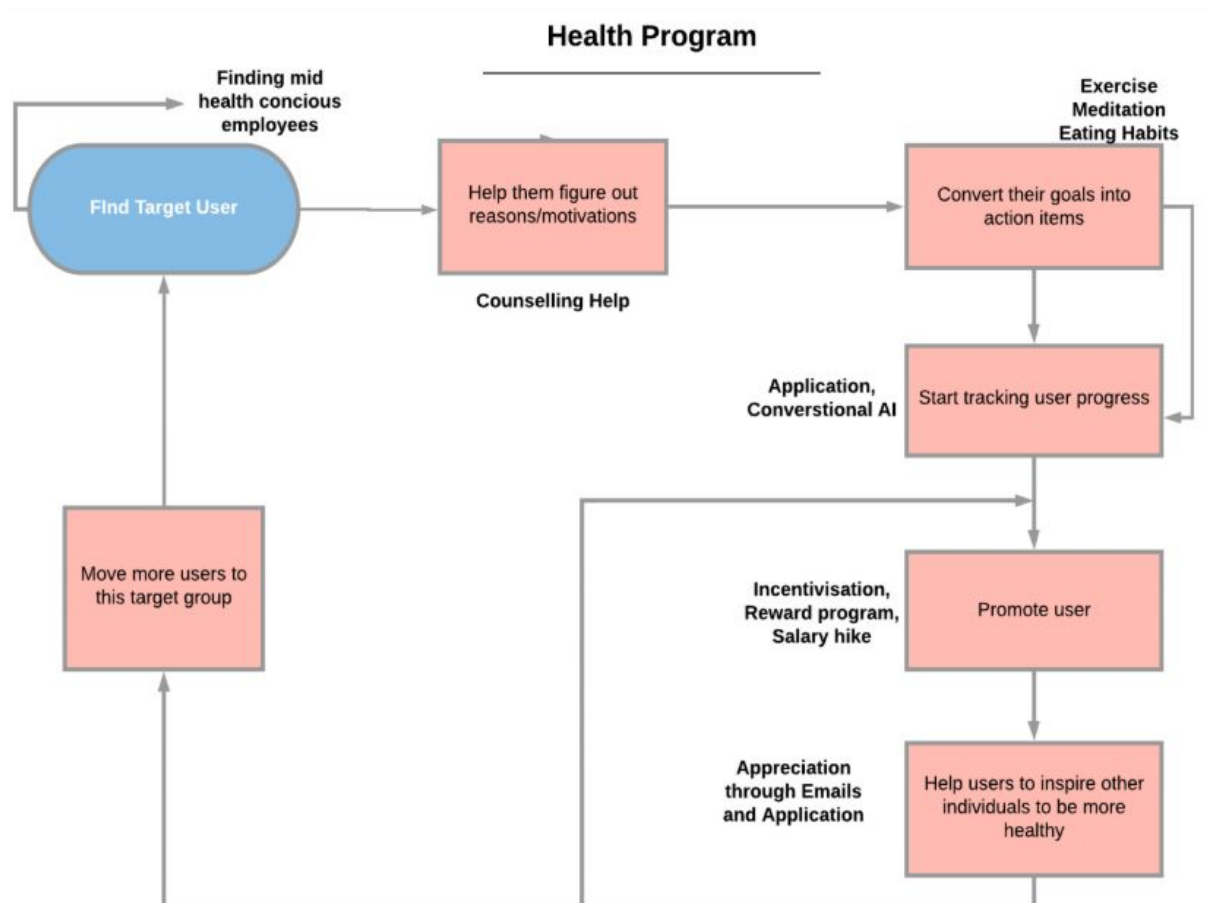 Health Program
Finding mid
health concious
employees
Exercise
Meditation
Eating Habits
FInd Target User
Help them figure out
reasons/motivations
Convert their goals into
action items
Counselling Help
Application,
Converstional AI
Start tracking user progress
Move more users to
this target group
Incentivisation,
Reward program,
Salary hike
Promote user
Appreciation
through Emails
and Application
Help users to inspire other
individuals to be more
healthy